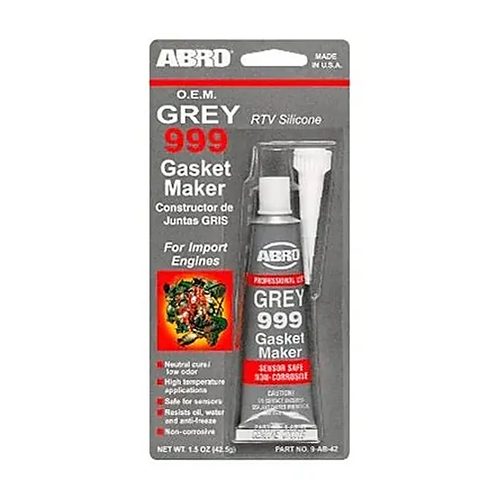 ABRO
MADE
IN U.S.A.
O.E.M.
GREY
RTV Silicone
999
Gasket
Maker
Constructor de
Juntas GRIS
For Import
Engines
Neutral cure/
low odor
High temperature
applications
Safe for sensors
Resists oil, water
and anti-freeze
Non-corrosive
NET WT. 1.5 OZ (42.5g)
PART NO. 9-AB-42
ABRO
PROFESSIONAL USE
GREY
999
Gasket
Maker
SENSOR SAFE
NON-CORROSIVE
CAUTION!